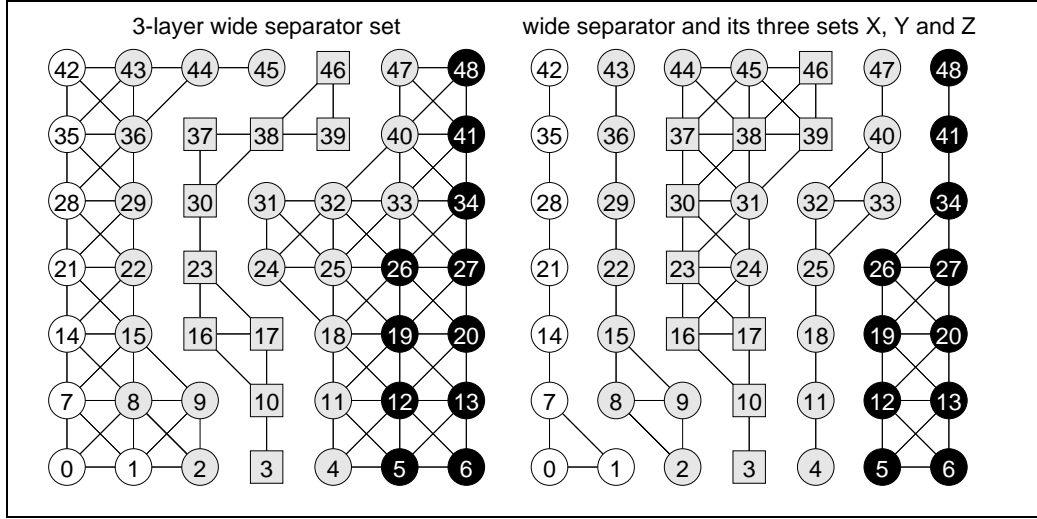 3-layer wide separator set wide separator and its three sets X, Y and Z
42 43 44 45 46 47 48 42 43 44 45 46 47 48
35 36 37 38 39 40 41 35 36 37 38 39 40 41
28 29 30 31 32 33 34 28 29 30 31 32 33 34
21 22 23 24 25 26 27 21 22 23 24 25 26 27
14 15 16 17 18 19 20 14 15 16 17 18 19 20
7 8 9 10 11 12 13 7 8 9 10 11 12 13
0 1 2 3 4 5 6 0 1 2 3 4 5 6